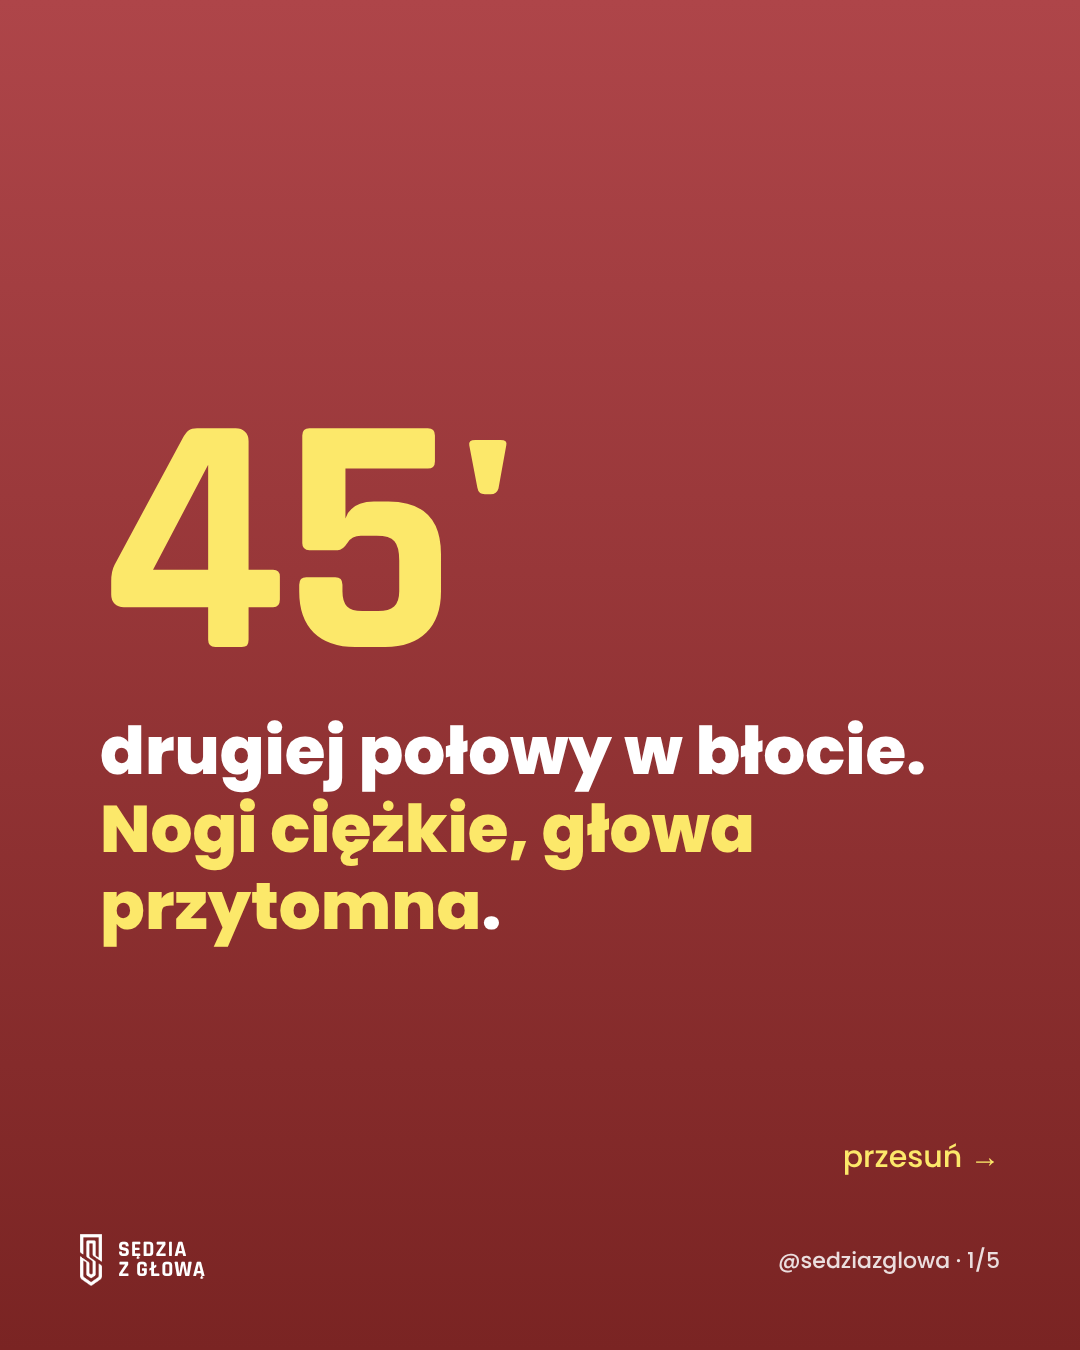 45'
drugiej połowy w błocie.
Nogi ciężkie, głowa
przytomna.
przesuń →
SĘDZIA
Z GŁOWĄ
@sedziazglowa · 1/5